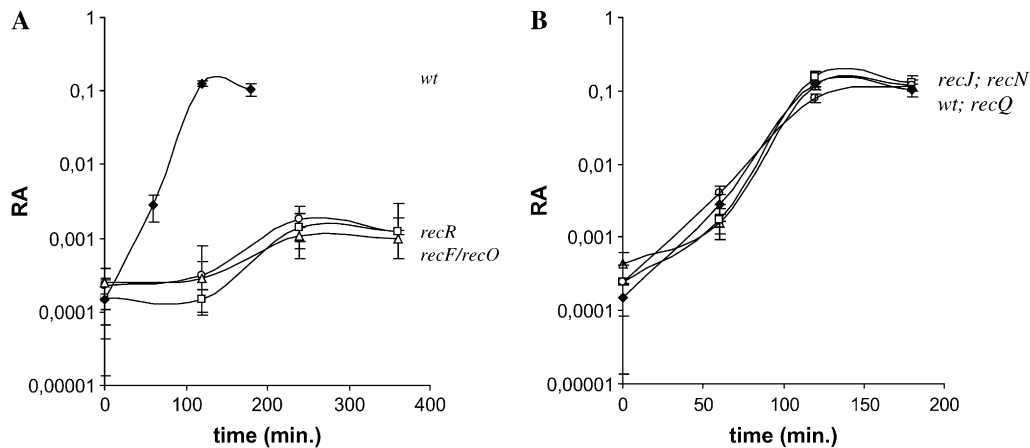 A
RA
1
0,1
0,01
0,001
0,0001
0,00001
0
100
200
300
400
time (min.)
wt
recR
recF/recO
B
RA
1
0,1
0,01
0,001
0,0001
0,00001
0
50
100
150
200
time (min.)
recJ; recN
wt; recQ